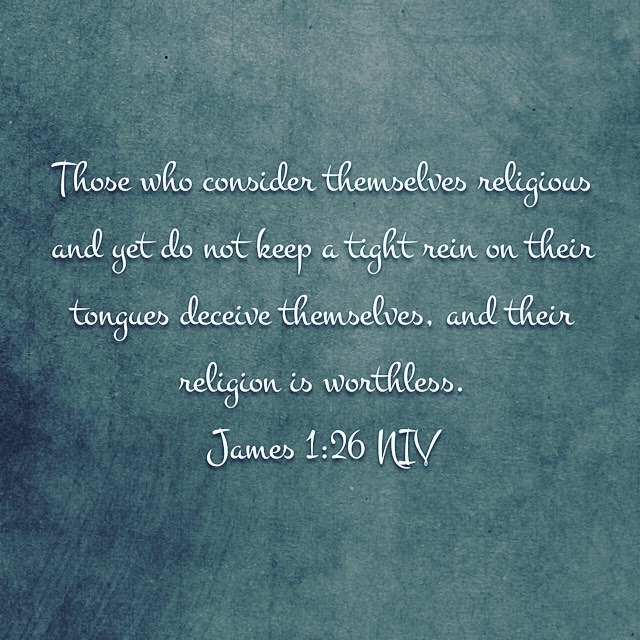 Those who consider themselves religious
and yet do not keep a tight rein on their
tongues deceive themselves, and their
religion is worthless.
James 1:26 NIV